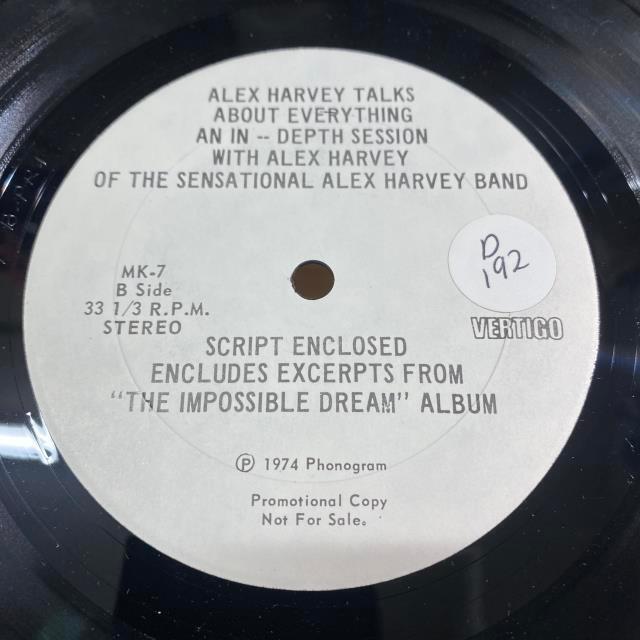 ALEX HARVEY TALKS
ABOUT EVERYTHING
AN IN -- DEPTH SESSION
WITH ALEX HARVEY
OF THE SENSATIONAL ALEX HARVEY BAND
D
192
MK-7
B Side
33 1/3 R.P.M.
STEREO
VERTIGO
SCRIPT ENCLOSED
ENCLUDES EXCERPTS FROM
"THE IMPOSSIBLE DREAM" ALBUM
Ⓟ 1974 Phonogram
Promotional Copy
Not For Sale.